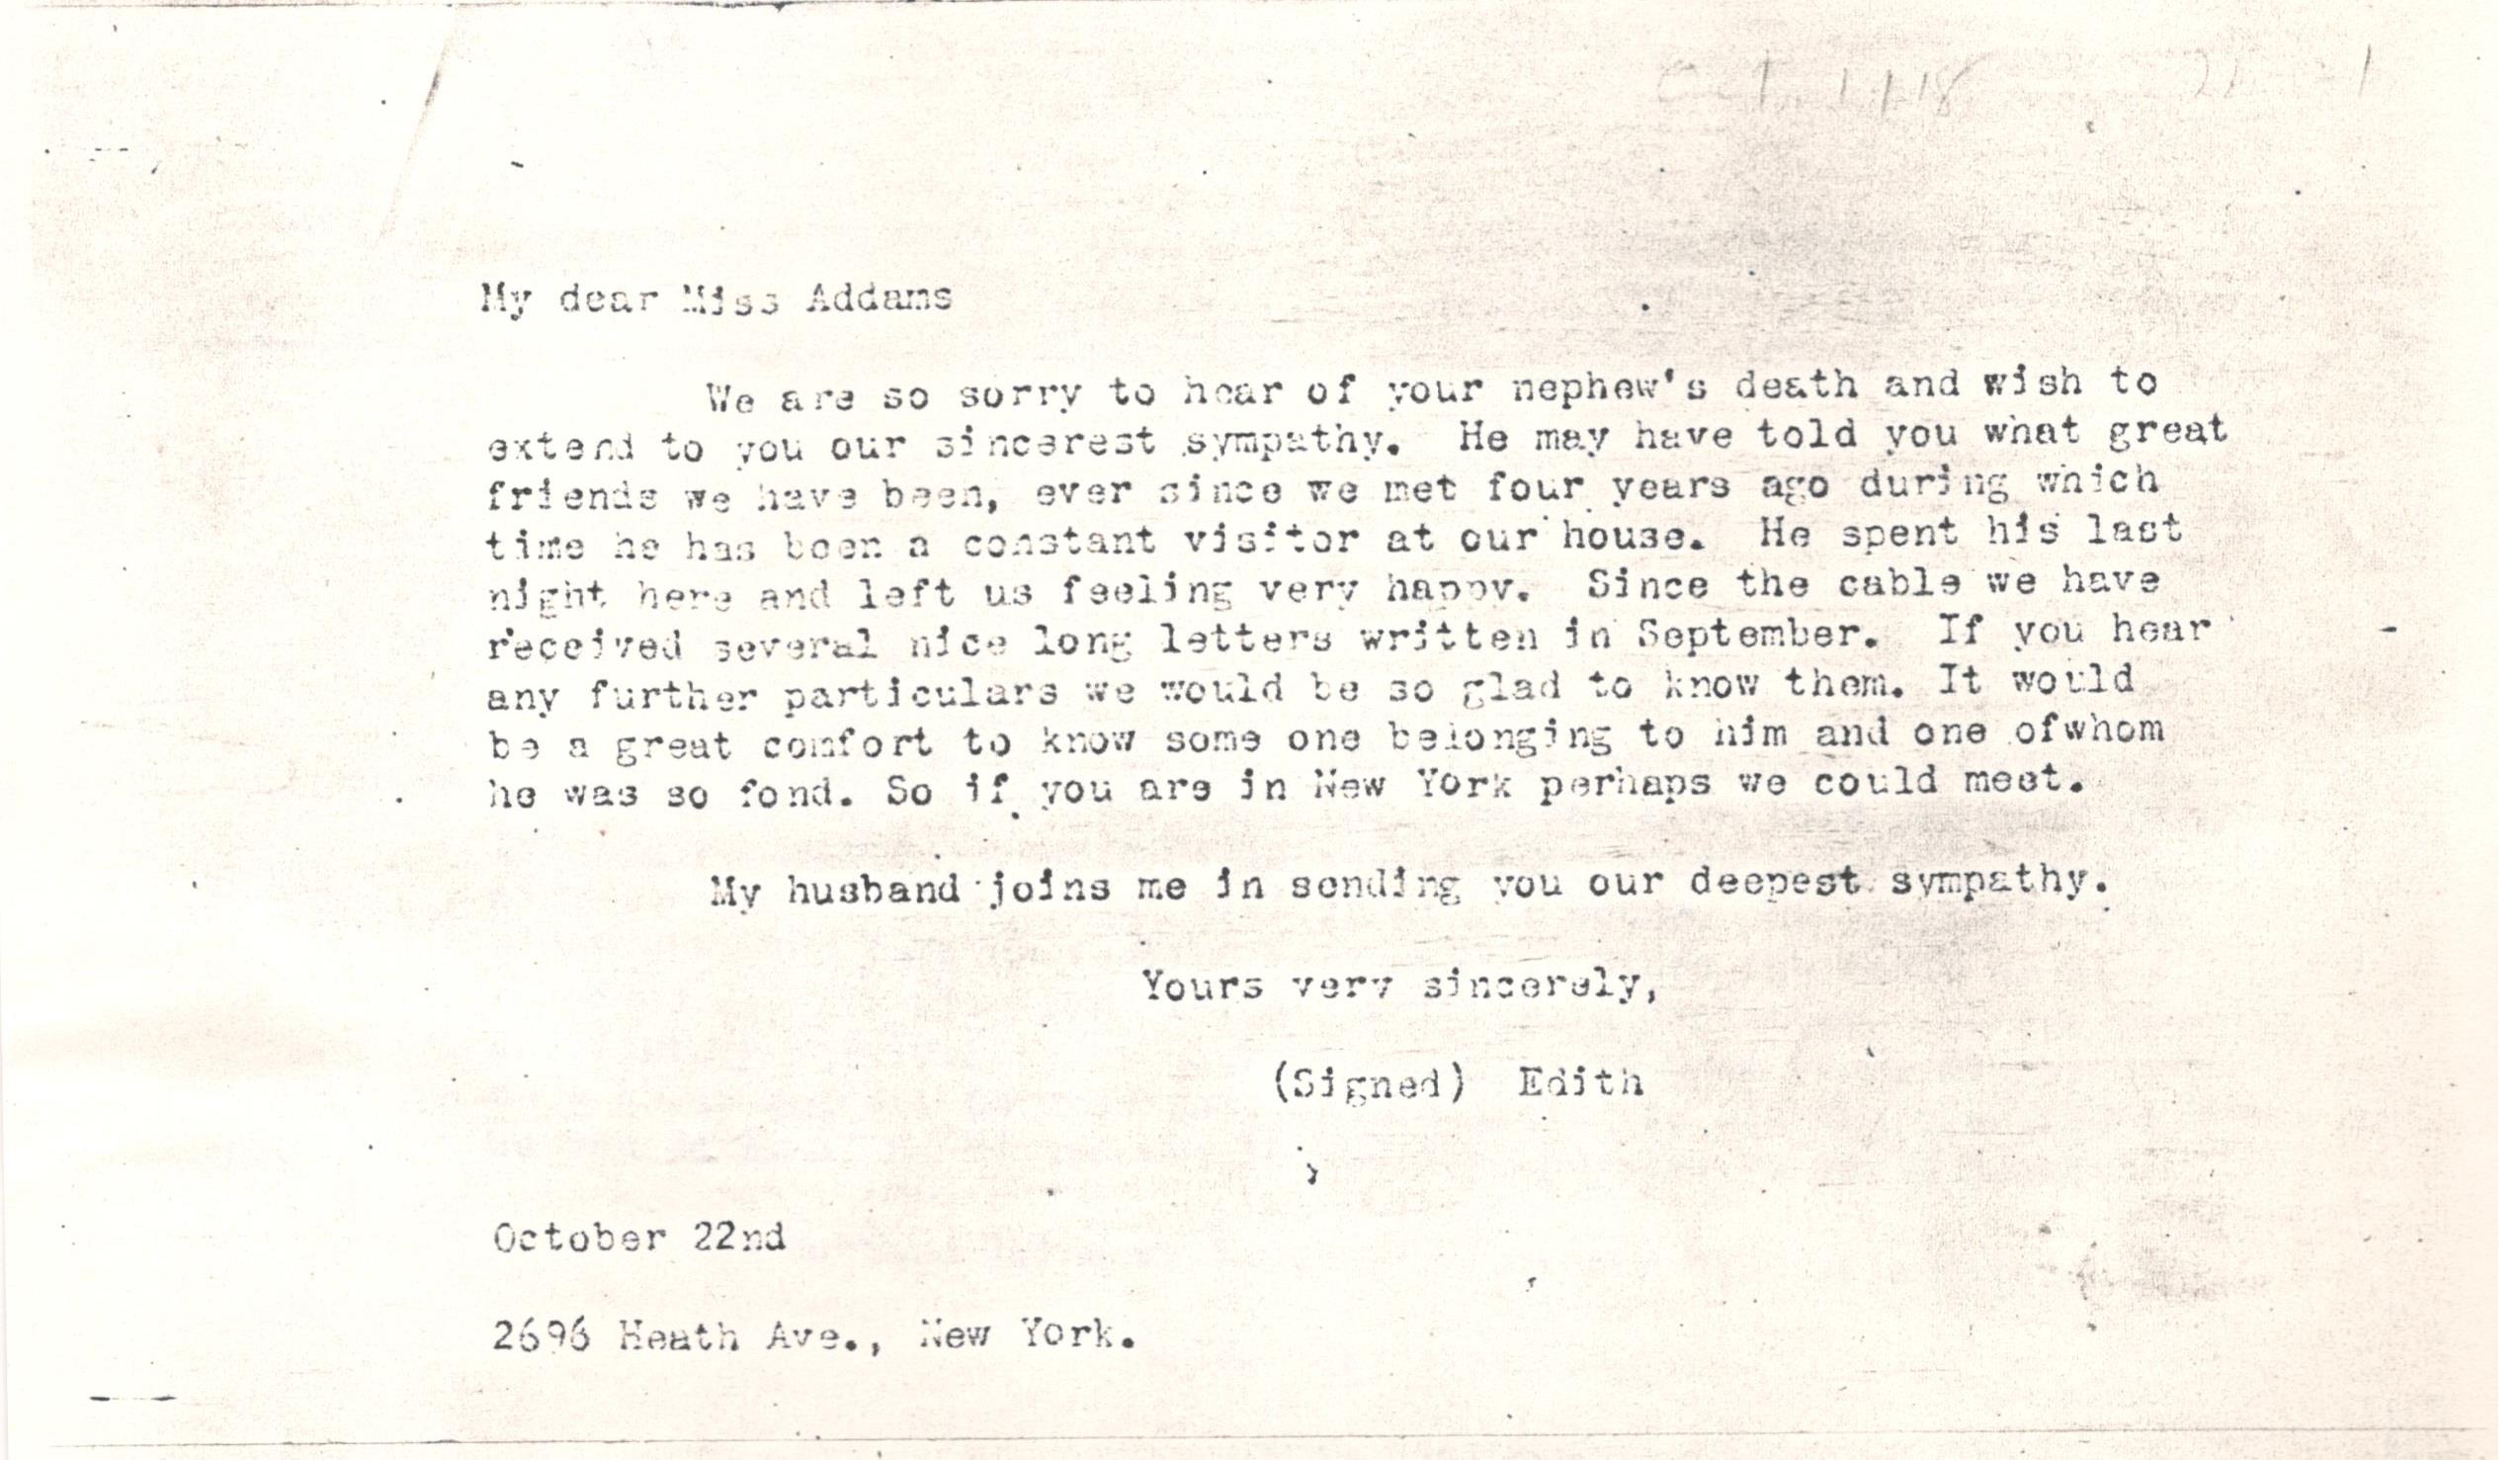 My dear Miss Addams
We are so sorry to hear of your nephew's death and wish to
extend to you our sincerest sympathy. He may have told you what great
friends we have been, ever since we met four years ago during which
time he has been a constant visitor at our house. He spent his last
night here and left us feeling very happy. Since the cable we have
received several nice long letters written in September. If you hear
any further particulars we would be so glad to know them. It would
be a great comfort to know some one belonging to him and one ofwhom
he was so fond. So if you are in New York perhaps we could meet.
My husband joins me in sending you our deepest sympathy.
Yours very sincerely,
(Signed) Edith
October 22nd
2696 Heath Ave., New York.